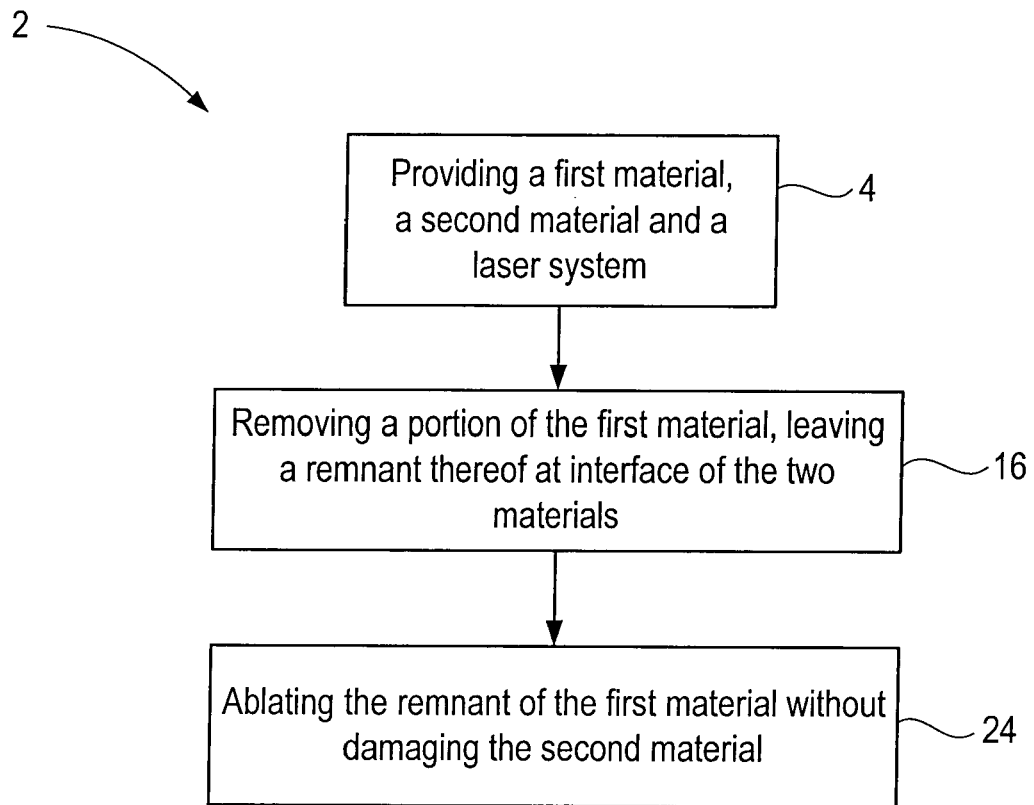 2
Providing a first material,
a second material and a
laser system
4
Removing a portion of the first material, leaving
a remnant thereof at interface of the two
materials
16
Ablating the remnant of the first material without
damaging the second material
24